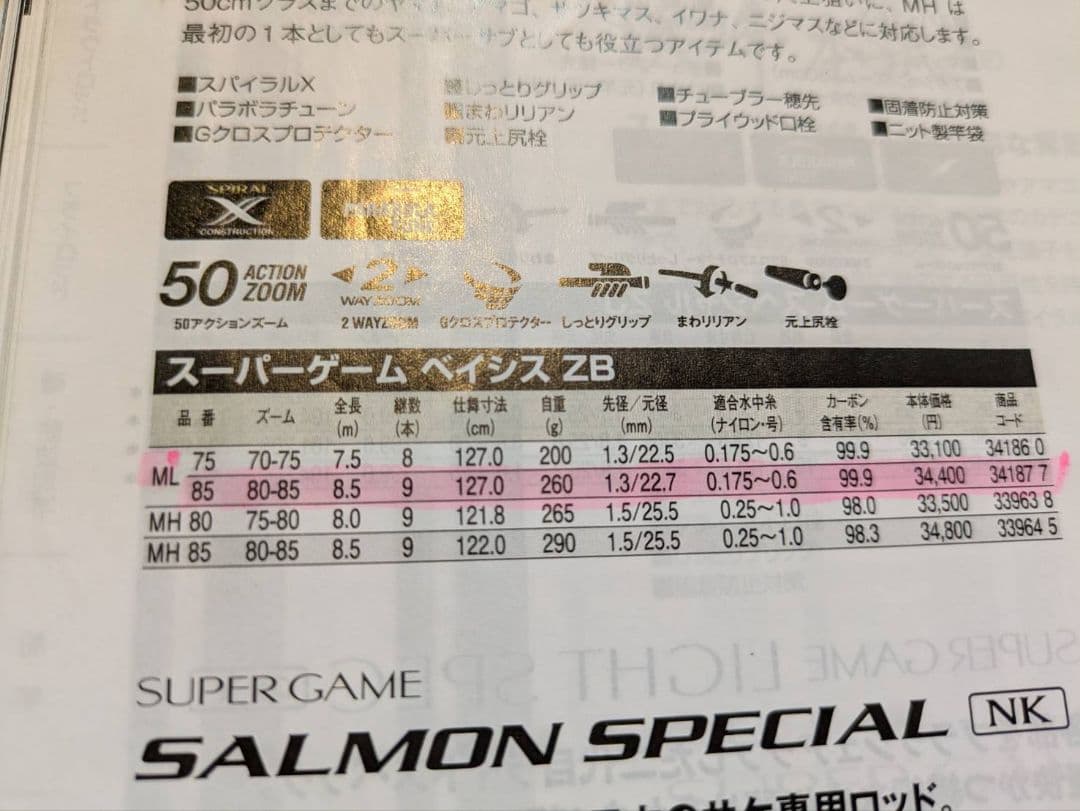 最初の1本としてもスーパーサブとしても役立つアイテムです。
■スパイラルX ■しっとりグリップ ■チューブラー穂先 ■固着防止対策
■パラボラチューン ■まわりリリアン ■プライウッド口栓 ■ニット製竿袋
■Gクロスプロテクター ■元上尻栓
SPIRAL X CONSTRUCTION
50 ACTION ZOOM 2 WAY ZOOM
50アクションズーム 2 WAYZOOM Gクロスプロテクター しっとりグリップ まわりリリアン 元上尻栓
スーパーゲーム ベイシス ZB
品番 ズーム 全長(m) 継数(本) 仕舞寸法(cm) 自重(g) 先径/元径(mm) 適合水中糸(ナイロン・号) カーボン含有率(%) 本体価格(円) 商品コード
ML 75 70-75 7.5 8 127.0 200 1.3/22.5 0.175~0.6 99.9 33,100 34186 0
85 80-85 8.5 9 127.0 260 1.3/22.7 0.175~0.6 99.9 34,400 34187 7
MH 80 75-80 8.0 9 121.8 265 1.5/25.5 0.25~1.0 98.0 33,500 33963 8
MH 85 80-85 8.5 9 122.0 290 1.5/25.5 0.25~1.0 98.3 34,800 33964 5
SUPER GAME
SALMON SPECIAL NK
のサケ専用ロッド。